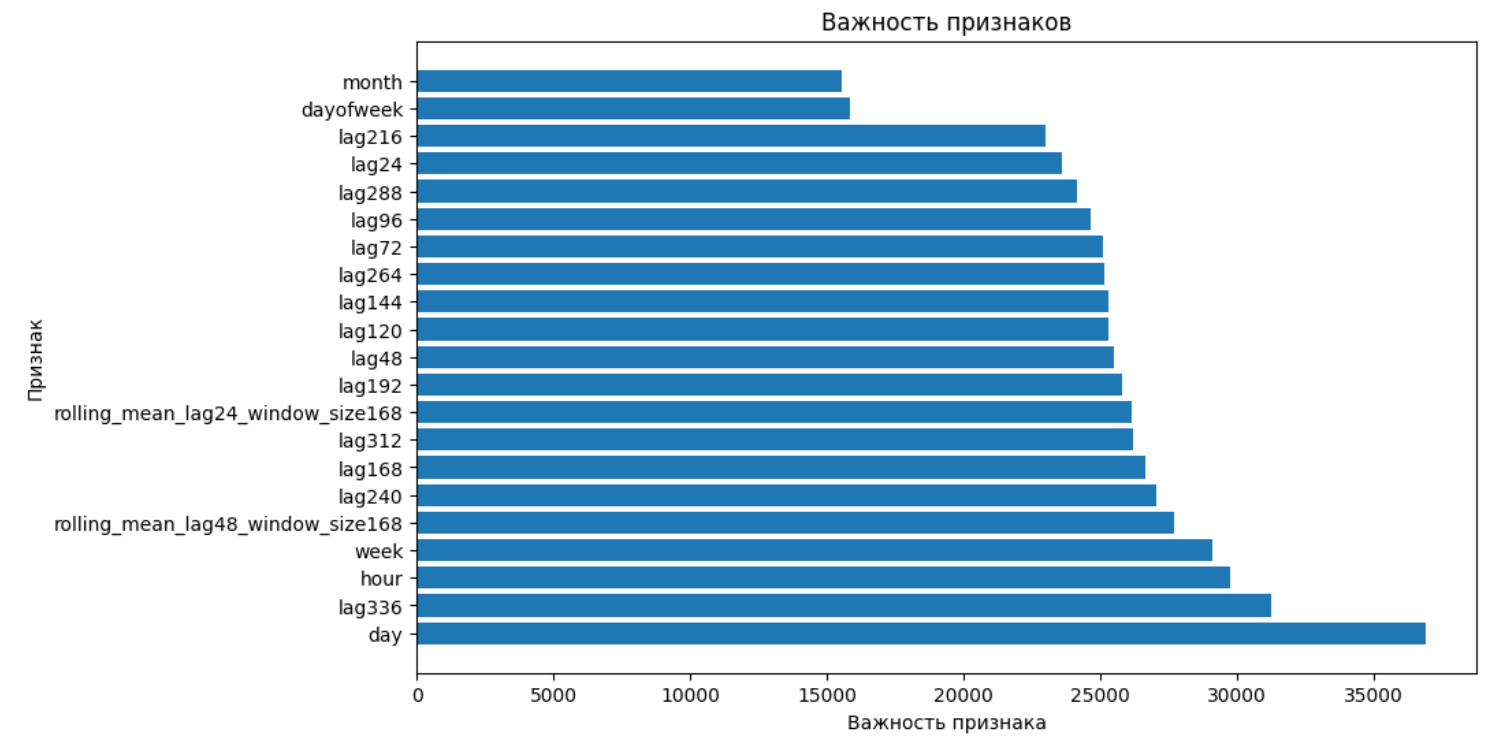 Важность признаков
Признак
month
dayofweek
lag216
lag24
lag288
lag96
lag72
lag264
lag144
lag120
lag48
lag192
rolling_mean_lag24_window_size168
lag312
lag168
lag240
rolling_mean_lag48_window_size168
week
hour
lag336
day
0 5000 10000 15000 20000 25000 30000 35000
Важность признака